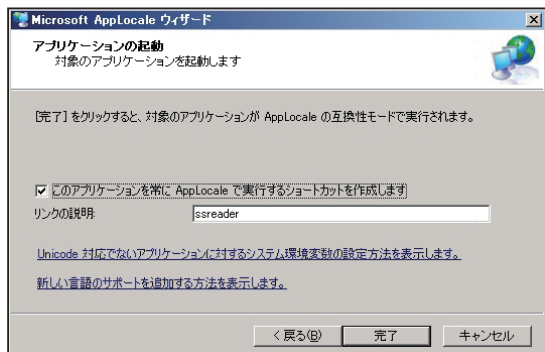 Microsoft AppLocale ウィザード
アプリケーションの起動
対象のアプリケーションを起動します
[完了] をクリックすると、対象のアプリケーションが AppLocale の互換性モードで実行されます。
このアプリケーションを常に AppLocale で実行するショートカットを作成します
リンクの説明:
ssreader
Unicode 対応でないアプリケーションに対するシステム環境変数の設定方法を表示します。
新しい言語のサポートを追加する方法を表示します。
< 戻る(B)
完了
キャンセル